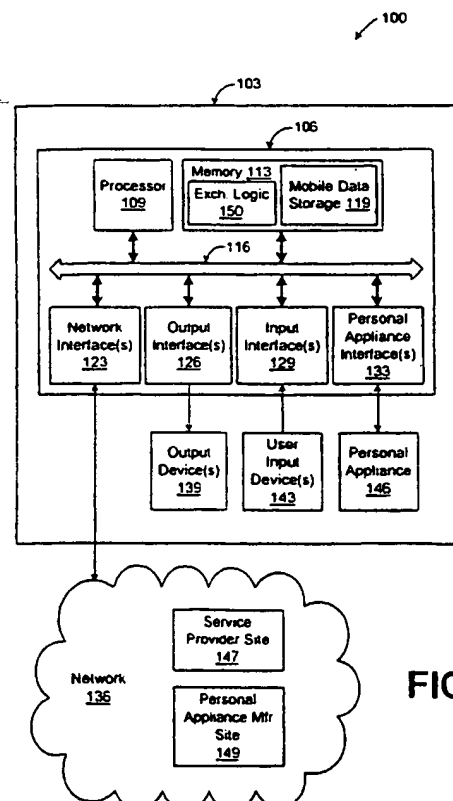 100
103
106
Processor
109
Memory 113
Exch. Logic
150
Mobile Data
Storage 119
116
Network
Interface(s)
123
Output
Interface(s)
126
Input
Interface(s)
129
Personal
Appliance
Interface(s)
133
Output
Device(s)
139
User
Input
Device(s)
143
Personal
Appliance
146
Network
136
Service
Provider Site
147
Personal
Appliance Mfr
Site
149
FIG